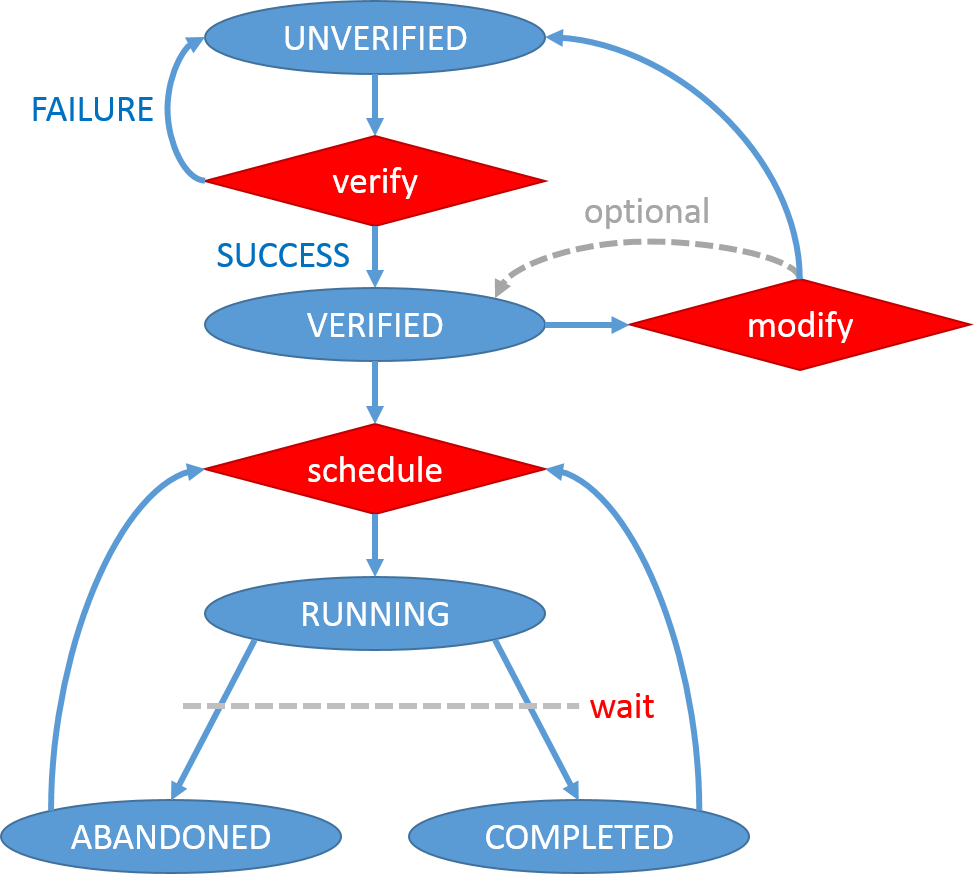 UNVERIFIED
FAILURE
verify
optional
SUCCESS
VERIFIED
modify
schedule
RUNNING
wait
ABANDONED
COMPLETED